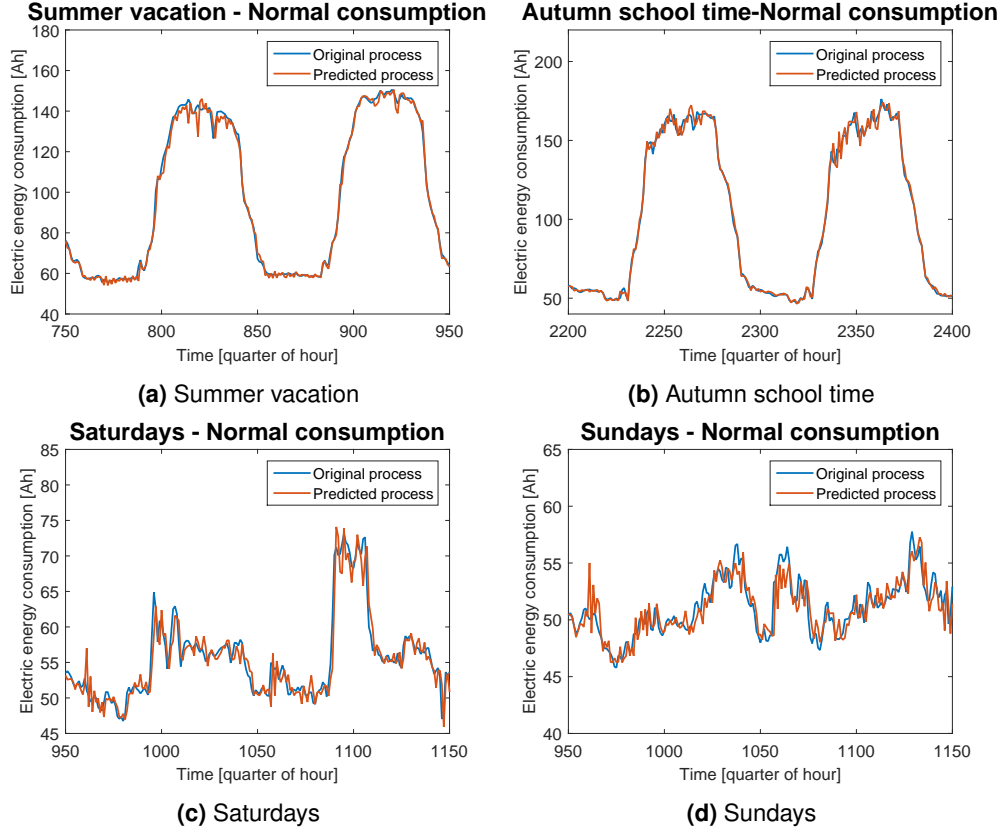 Summer vacation - Normal consumption
Electric energy consumption [Ah]
180
160
140
120
100
80
60
40
Original process
Predicted process
750
800
850
900
950
Time [quarter of hour]
(a) Summer vacation
Autumn school time-Normal consumption
Electric energy consumption [Ah]
200
150
100
50
Original process
Predicted process
2200
2250
2300
2350
2400
Time [quarter of hour]
(b) Autumn school time
Saturdays - Normal consumption
Electric energy consumption [Ah]
85
80
75
70
65
60
55
50
45
Original process
Predicted process
950
1000
1050
1100
1150
Time [quarter of hour]
(c) Saturdays
Sundays - Normal consumption
Electric energy consumption [Ah]
65
60
55
50
45
40
Original process
Predicted process
950
1000
1050
1100
1150
Time [quarter of hour]
(d) Sundays